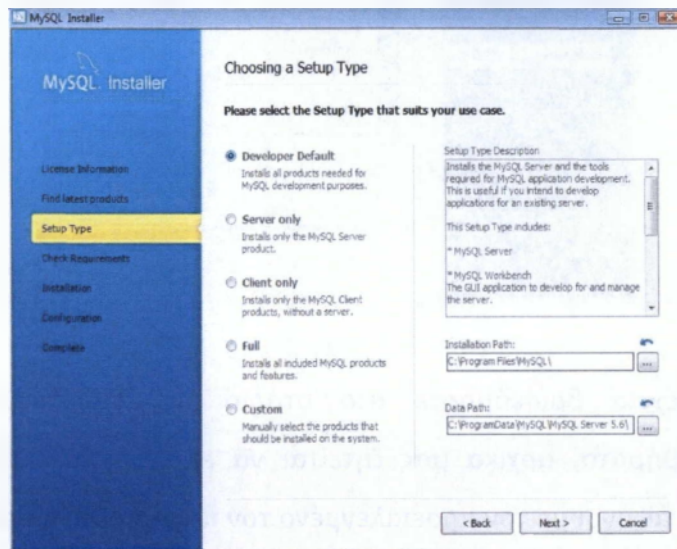 MySQL Installer
MySQL. Installer
License Information
Find latest products
Setup Type
Check Requirements
Installation
Configuration
Complete
Choosing a Setup Type
Please select the Setup Type that suits your use case.
Developer Default
Installs all products needed for
MySQL development purposes.
Server only
Installs only the MySQL Server
product.
Client only
Installs only the MySQL Client
products, without a server.
Full
Installs all included MySQL products
and features.
Custom
Manually select the products that
should be installed on the system.
Setup Type Description
Installs the MySQL Server and the tools
required for MySQL application development.
This is useful if you intend to develop
applications for an existing server.
This Setup Type includes:
* MySQL Server
* MySQL Workbench
The GUI application to develop for and manage
the server.
Installation Path:
C:\Program Files\MySQL\
...
Data Path:
C:\ProgramData\MySQL\MySQL Server 5.6\
...
< Back
Next >
Cancel